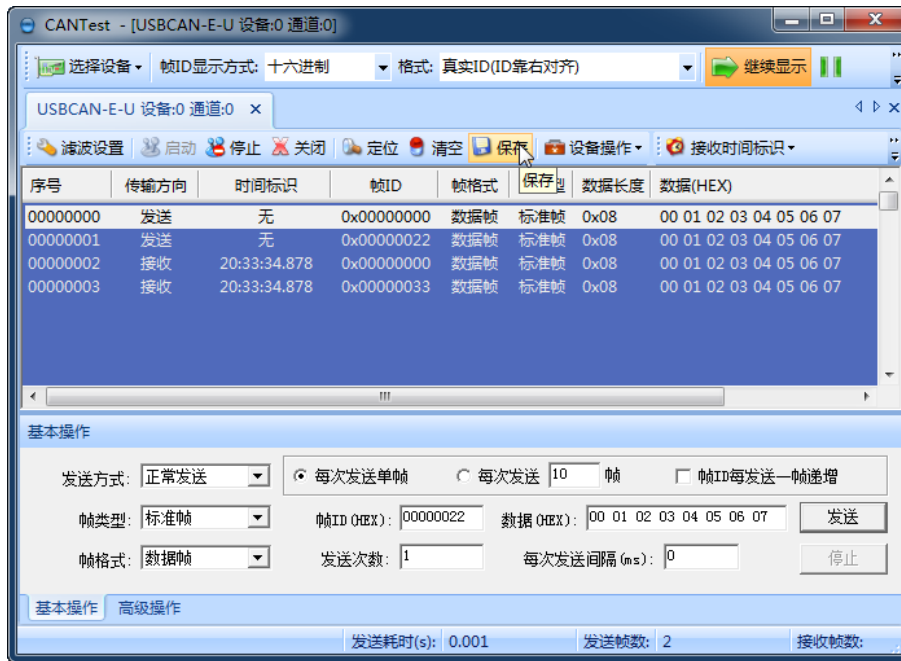 CANTest - [USBCAN-E-U 设备:0 通道:0]
选择设备 帧ID显示方式: 十六进制 格式: 真实ID(ID靠右对齐) 继续显示
USBCAN-E-U 设备:0 通道:0
滤波设置 启动 停止 关闭 定位 清空 保存 设备操作 接收时间标识
序号 传输方向 时间标识 帧ID 帧格式 保存 型 数据长度 数据(HEX)
00000000 发送 无 0x00000000 数据帧 标准帧 0x08 00 01 02 03 04 05 06 07
00000001 发送 无 0x00000022 数据帧 标准帧 0x08 00 01 02 03 04 05 06 07
00000002 接收 20:33:34.878 0x00000000 数据帧 标准帧 0x08 00 01 02 03 04 05 06 07
00000003 接收 20:33:34.878 0x00000033 数据帧 标准帧 0x08 00 01 02 03 04 05 06 07
基本操作
发送方式: 正常发送 每次发送单帧 每次发送 10 帧 帧ID每发送一帧递增
帧类型: 标准帧 帧ID(HEX): 00000022 数据(HEX): 00 01 02 03 04 05 06 07 发送
帧格式: 数据帧 发送次数: 1 每次发送间隔(ms): 0 停止
基本操作 高级操作
发送耗时(s): 0.001 发送帧数: 2 接收帧数: